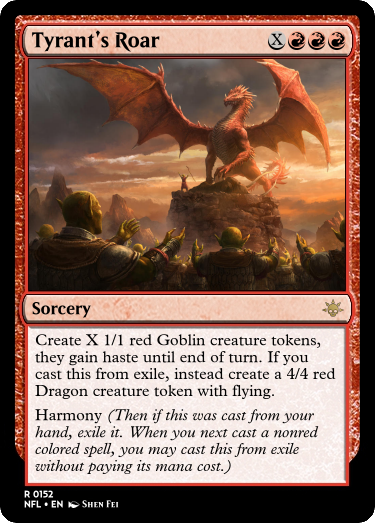 Tyrant's Roar
X
Sorcery
Create X 1/1 red Goblin creature tokens,
they gain haste until end of turn. If you
cast this from exile, instead create a 4/4 red
Dragon creature token with flying.
Harmony (Then if this was cast from your
hand, exile it. When you next cast a nonred
colored spell, you may cast this from exile
without paying its mana cost.)
R 0152
NFL • EN Shen Fei